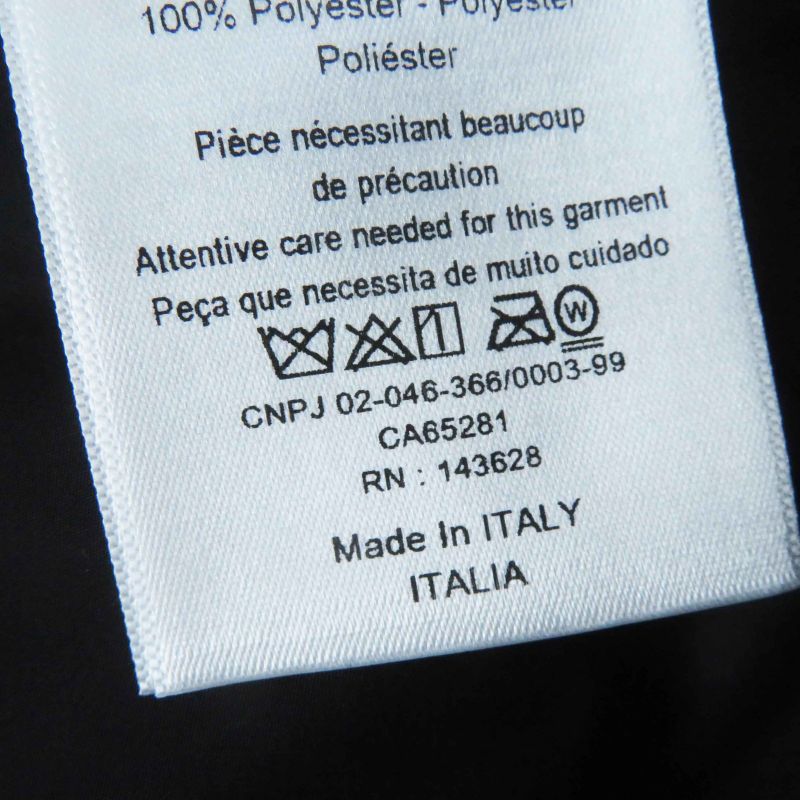 100% Polyester - Polyester
Poliéster
Pièce nécessitant beaucoup
de précaution
Attentive care needed for this garment
Peça que necessita de muito cuidado
W
CNPJ 02-046-366/0003-99
CA65281
RN : 143628
Made In ITALY
ITALIA